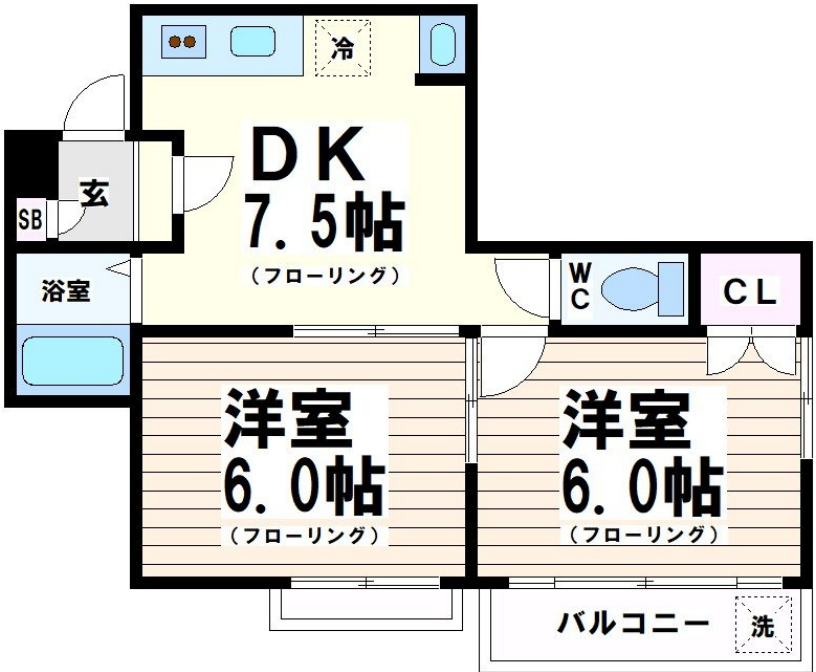 冷
DK
7.5帖
(フローリング)
玄
SB
浴室
WC
CL
洋室
6.0帖
(フローリング)
洋室
6.0帖
(フローリング)
バルコニー
洗